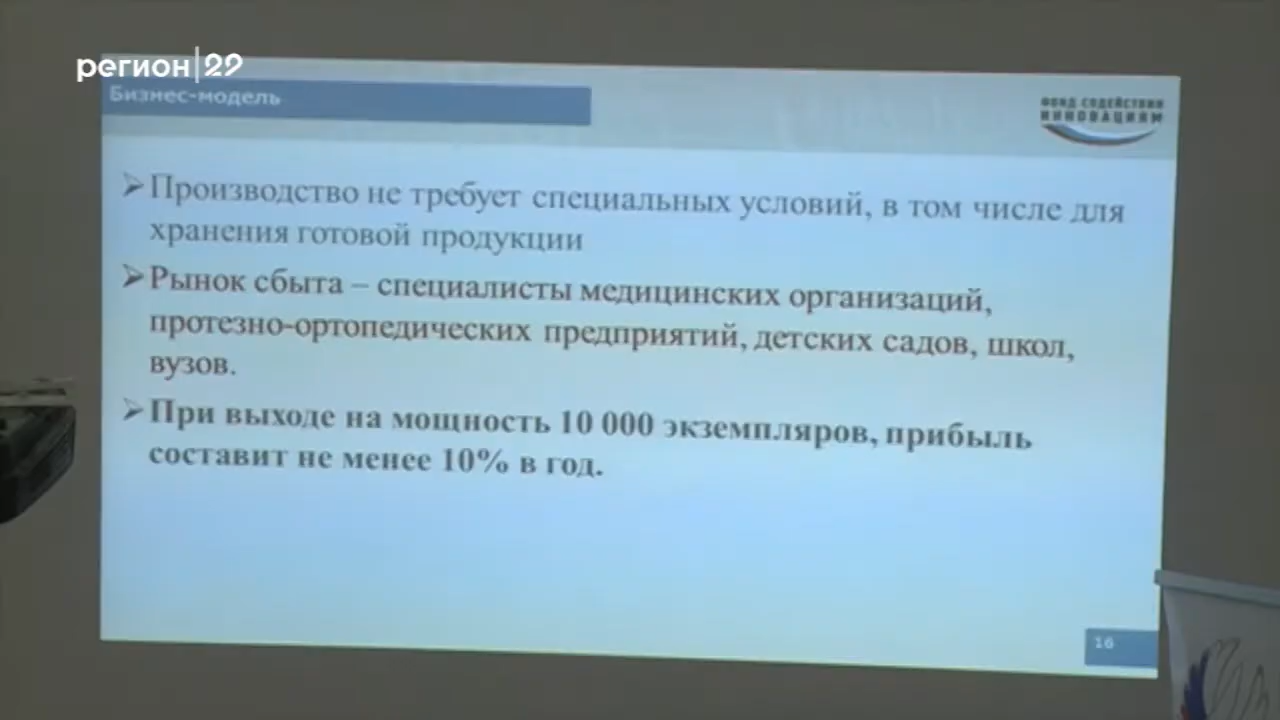 регион|29
Бизнес-модель
ФОНД СОДЕЙСТВИЯ
ИННОВАЦИЯМ
➢Производство не требует специальных условий, в том числе для
хранения готовой продукции
➢Рынок сбыта – специалисты медицинских организаций,
протезно-ортопедических предприятий, детских садов, школ,
вузов.
➢При выходе на мощность 10 000 экземпляров, прибыль
составит не менее 10% в год.
16